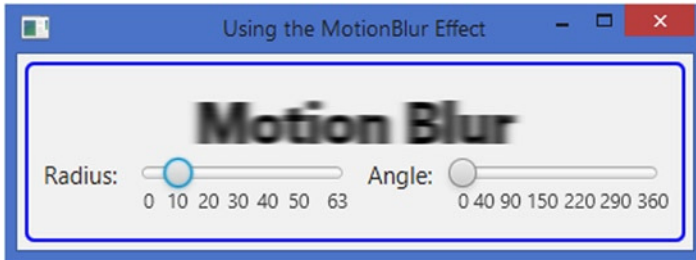 Using the MotionBlur Effect
Motion Blur
Radius: Angle:
0 10 20 30 40 50 63 0 40 90 150 220 290 360